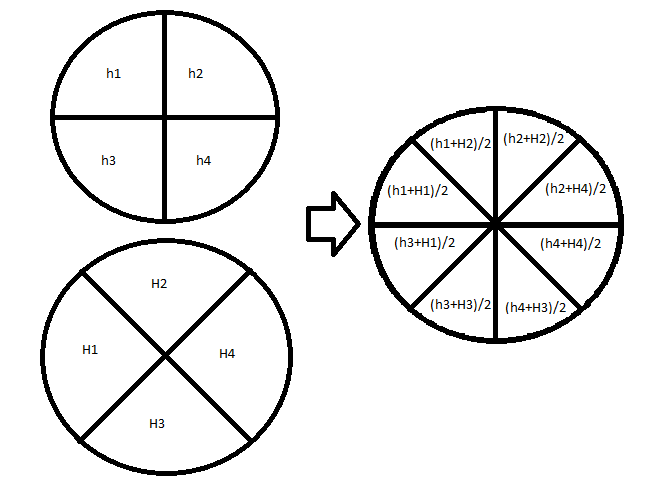 h1
h2
h3
h4
H2
H1
H4
H3
(h1+H2)/2
(h2+H2)/2
(h1+H1)/2
(h2+H4)/2
(h3+H1)/2
(h4+H4)/2
(h3+H3)/2
(h4+H3)/2